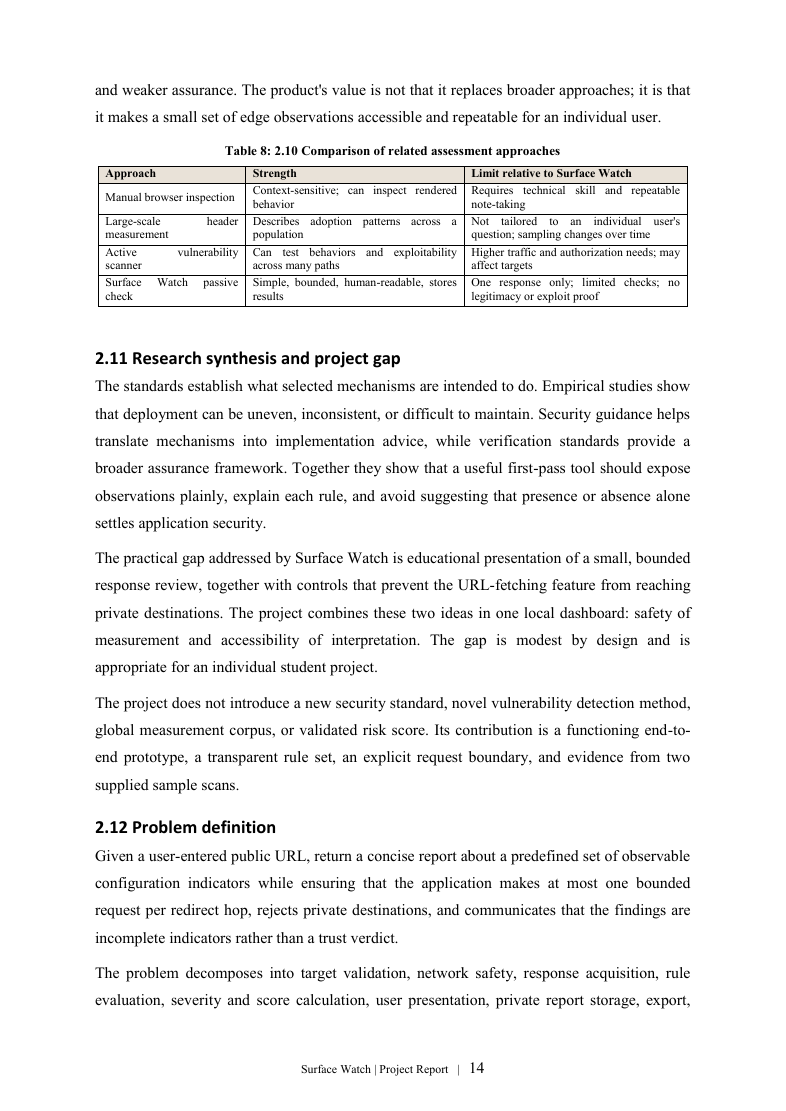 and weaker assurance. The product's value is not that it replaces broader approaches; it is that
it makes a small set of edge observations accessible and repeatable for an individual user.
Table 8: 2.10 Comparison of related assessment approaches
Approach Strength Limit relative to Surface Watch
Manual browser inspection Context-sensitive; can inspect rendered behavior Requires technical skill and repeatable note-taking
Large-scale header measurement Describes adoption patterns across a population Not tailored to an individual user's question; sampling changes over time
Active vulnerability scanner Can test behaviors and exploitability across many paths Higher traffic and authorization needs; may affect targets
Surface Watch passive check Simple, bounded, human-readable, stores results One response only; limited checks; no legitimacy or exploit proof
2.11 Research synthesis and project gap
The standards establish what selected mechanisms are intended to do. Empirical studies show
that deployment can be uneven, inconsistent, or difficult to maintain. Security guidance helps
translate mechanisms into implementation advice, while verification standards provide a
broader assurance framework. Together they show that a useful first-pass tool should expose
observations plainly, explain each rule, and avoid suggesting that presence or absence alone
settles application security.
The practical gap addressed by Surface Watch is educational presentation of a small, bounded
response review, together with controls that prevent the URL-fetching feature from reaching
private destinations. The project combines these two ideas in one local dashboard: safety of
measurement and accessibility of interpretation. The gap is modest by design and is
appropriate for an individual student project.
The project does not introduce a new security standard, novel vulnerability detection method,
global measurement corpus, or validated risk score. Its contribution is a functioning end-to-
end prototype, a transparent rule set, an explicit request boundary, and evidence from two
supplied sample scans.
2.12 Problem definition
Given a user-entered public URL, return a concise report about a predefined set of observable
configuration indicators while ensuring that the application makes at most one bounded
request per redirect hop, rejects private destinations, and communicates that the findings are
incomplete indicators rather than a trust verdict.
The problem decomposes into target validation, network safety, response acquisition, rule
evaluation, severity and score calculation, user presentation, private report storage, export,
Surface Watch | Project Report | 14